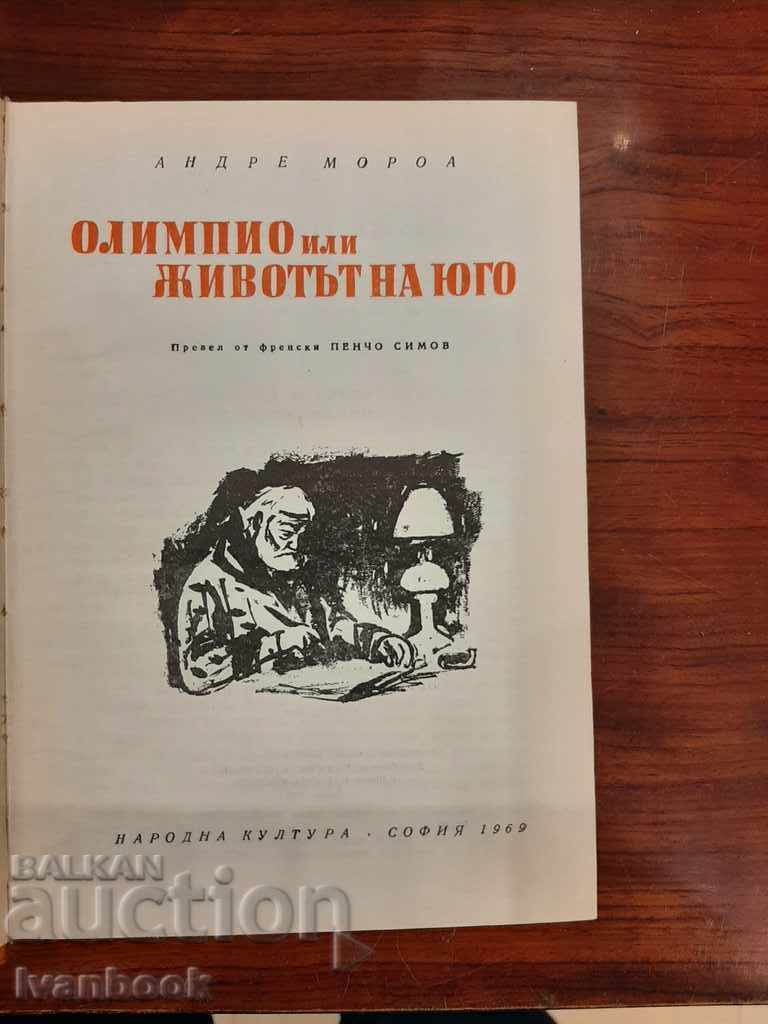 АНДРЕ МОРОА
ОЛИМПИО ИЛИ
ЖИВОТЪТ НА ЮГО
Превел от френски ПЕНЧО СИМОВ
НАРОДНА КУЛТУРА · СОФИЯ 1969
BALKAN
auction
Ivanbook